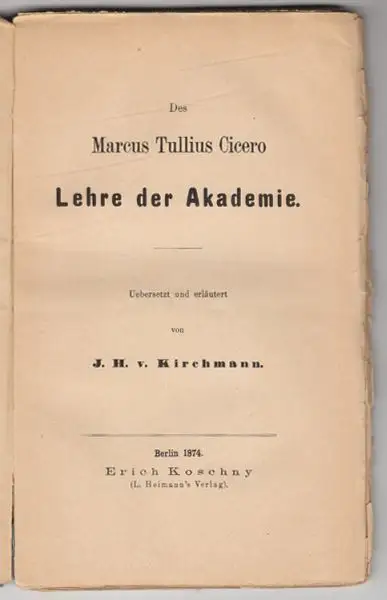 Des
Marcus Tullius Cicero
Lehre der Akademie.
Uebersetzt und erläutert
von
J. H. v. Kirchmann.
Berlin 1874.
Erich Koschny
(L. Heimann's Verlag).